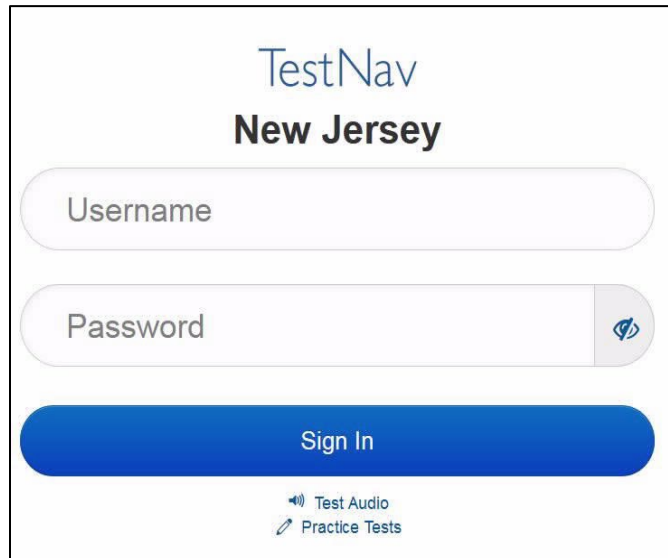 TestNav
New Jersey
Username
Password
Sign In
Test Audio
Practice Tests